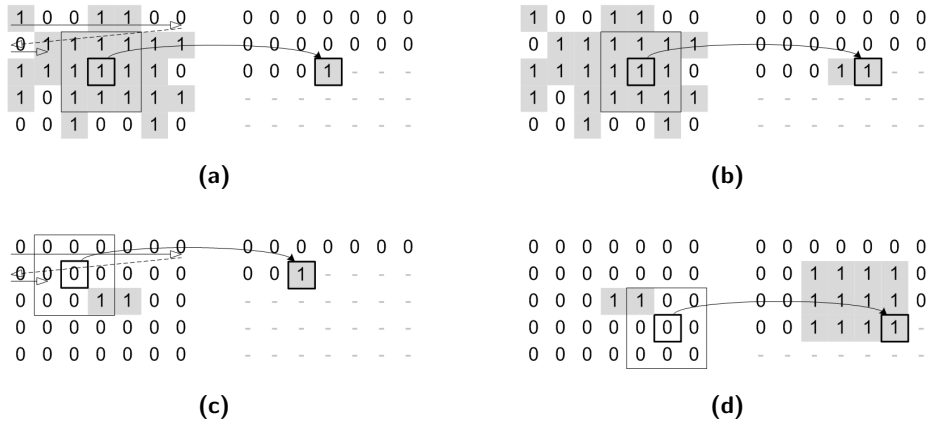 1 0 0 1 1 0 0 0 0 0 0 0 0 0
0 1 1 1 1 1 1 0 0 0 0 0 0 0
1 1 1 1 1 1 0 0 0 0 1 - - -
1 0 1 1 1 1 1 - - - - - - -
0 0 1 0 0 1 0 - - - - - - -
(a)
1 0 0 1 1 0 0 0 0 0 0 0 0 0
0 1 1 1 1 1 1 0 0 0 0 0 0 0
1 1 1 1 1 1 0 0 0 0 1 1 - -
1 0 1 1 1 1 1 - - - - - - -
0 0 1 0 0 1 0 - - - - - - -
(b)
0 0 0 0 0 0 0 0 0 0 0 0 0 0
0 0 0 0 0 0 0 0 0 1 - - - -
0 0 0 1 1 0 0 - - - - - - -
0 0 0 0 0 0 0 - - - - - - -
0 0 0 0 0 0 0 - - - - - - -
(c)
0 0 0 0 0 0 0 0 0 0 0 0 0 0
0 0 0 0 0 0 0 0 0 1 1 1 1 0
0 0 0 1 1 0 0 0 0 1 1 1 1 0
0 0 0 0 0 0 0 0 0 1 1 1 1 -
0 0 0 0 0 0 0 - - - - - - -
(d)